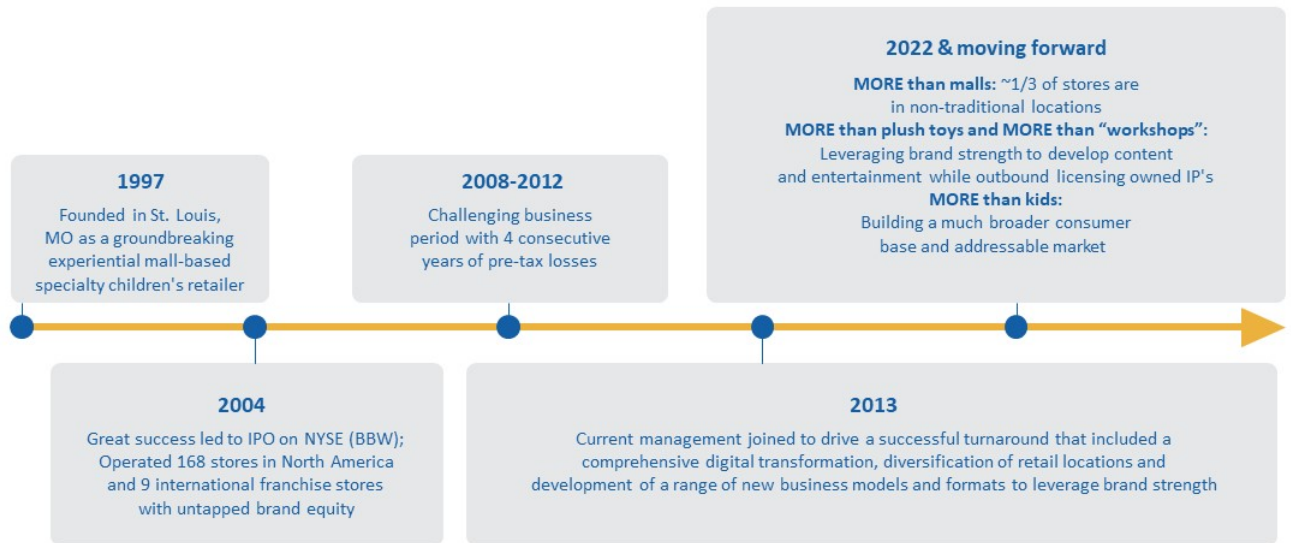 1997
Founded in St. Louis,
MO as a groundbreaking
experiential mall-based
specialty children's retailer
2004
Great success led to IPO on NYSE (BBW);
Operated 168 stores in North America
and 9 international franchise stores
with untapped brand equity
2008-2012
Challenging business
period with 4 consecutive
years of pre-tax losses
2013
Current management joined to drive a successful turnaround that included a
comprehensive digital transformation, diversification of retail locations and
development of a range of new business models and formats to leverage brand strength
2022 & moving forward
MORE than malls: ~1/3 of stores are
in non-traditional locations
MORE than plush toys and MORE than “workshops”:
Leveraging brand strength to develop content
and entertainment while outbound licensing owned IP's
MORE than kids:
Building a much broader consumer
base and addressable market